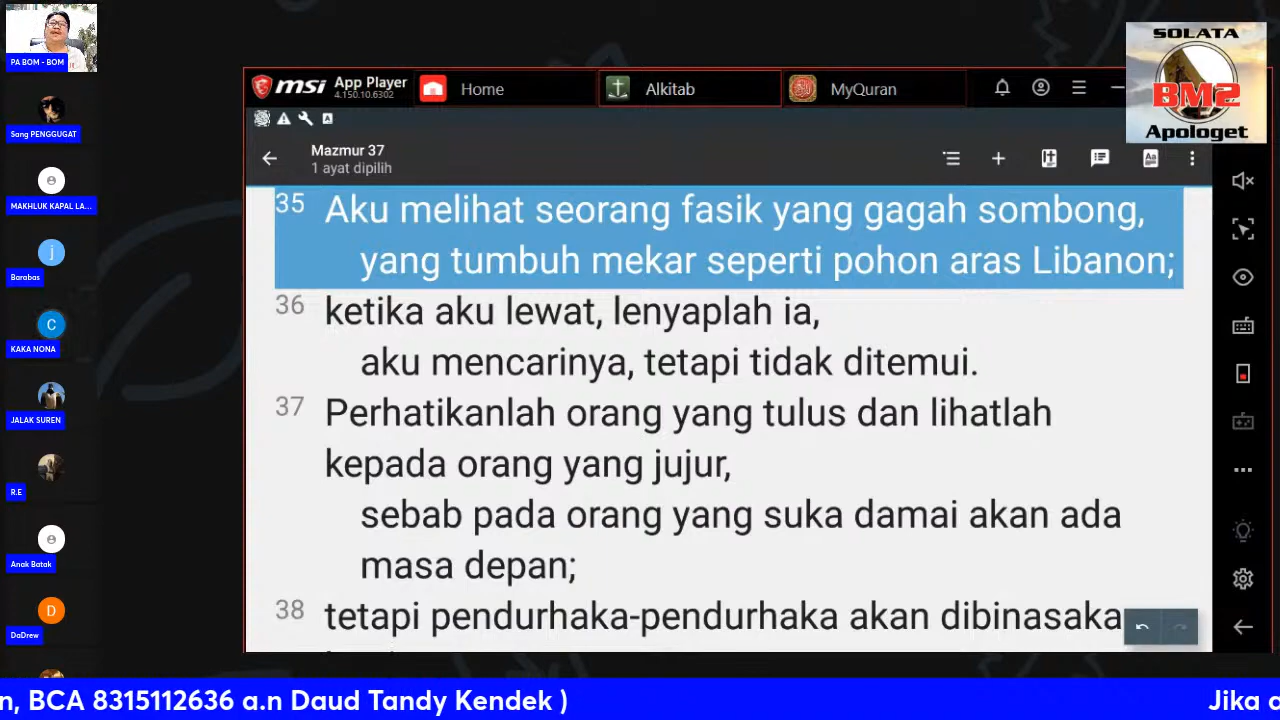 PA BOM - BOM
Sang PENGGUGAT
MAKHLUK KAPAL LA...
j
Barabas
C
KAKA NONA
JALAK SUREN
R.E
Anak Batak
D
DaDrew
msi App Player
4.150.10.6302
Home
Alkitab
MyQuran
SOLATA
BM2
Apologet
Mazmur 37
1 ayat dipilih
35 Aku melihat seorang fasik yang gagah sombong,
yang tumbuh mekar seperti pohon aras Libanon;
36 ketika aku lewat, lenyaplah ia,
aku mencarinya, tetapi tidak ditemui.
37 Perhatikanlah orang yang tulus dan lihatlah
kepada orang yang jujur,
sebab pada orang yang suka damai akan ada
masa depan;
38 tetapi pendurhaka-pendurhaka akan dibinasaka
n, BCA 8315112636 a.n Daud Tandy Kendek ) Jika